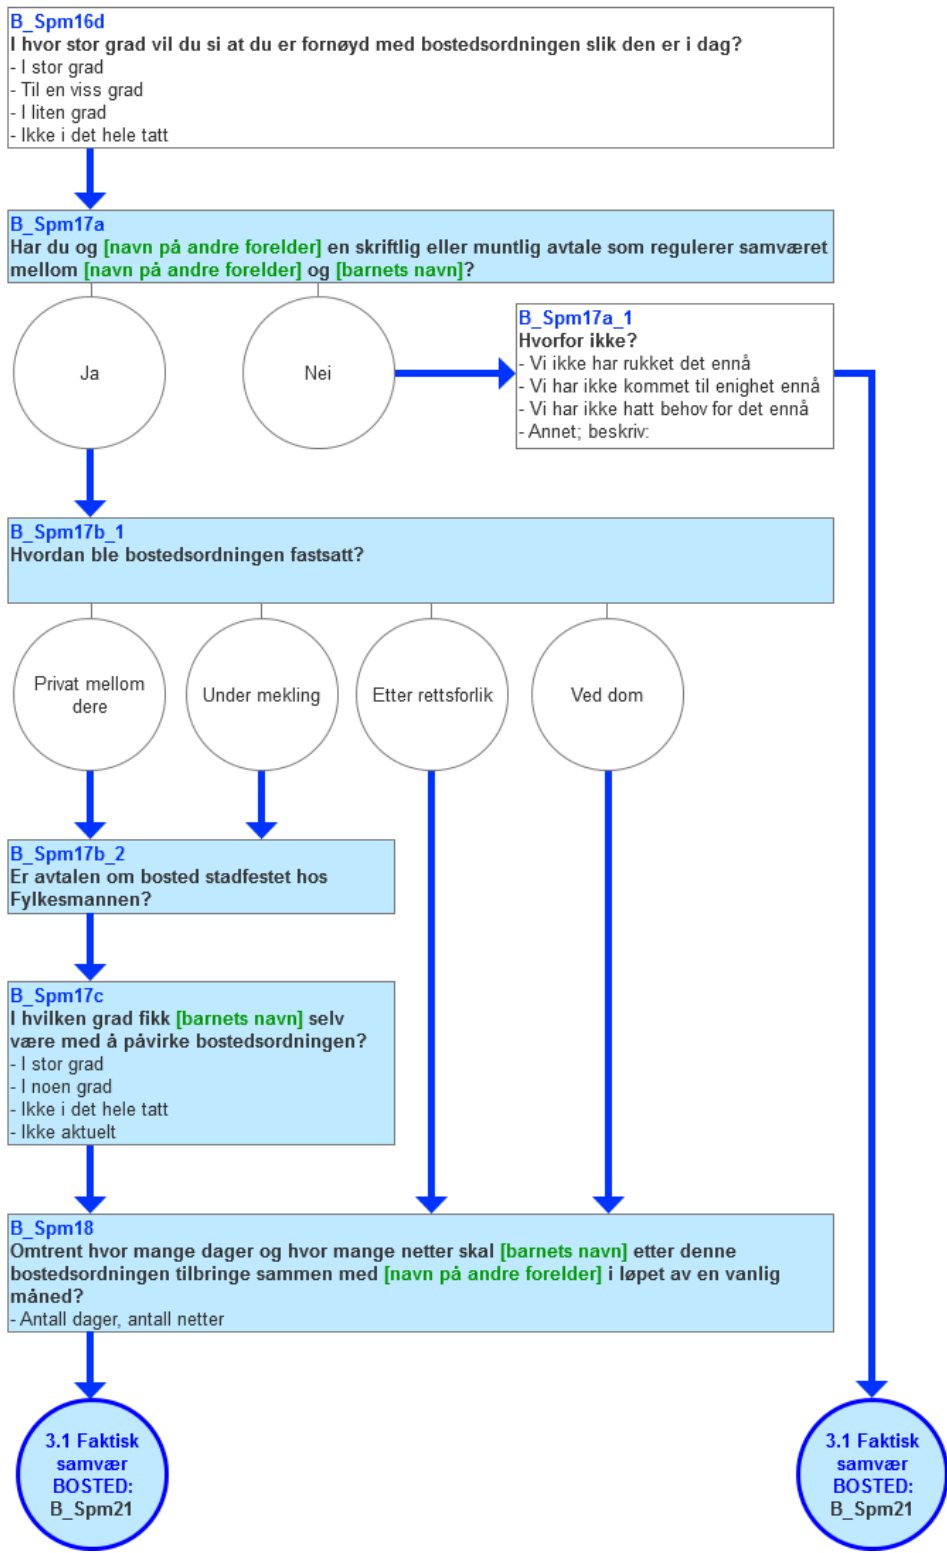 B_Spm16d
I hvor stor grad vil du si at du er fornøyd med bostedsordningen slik den er i dag?
- I stor grad
- Til en viss grad
- I liten grad
- Ikke i det hele tatt
B_Spm17a
Har du og [navn på andre forelder] en skriftlig eller muntlig avtale som regulerer samværet
mellom [navn på andre forelder] og [barnets navn]?
Ja
Nei
B_Spm17a_1
Hvorfor ikke?
- Vi ikke har rukket det ennå
- Vi har ikke kommet til enighet ennå
- Vi har ikke hatt behov for det ennå
- Annet; beskriv:
B_Spm17b_1
Hvordan ble bostedsordningen fastsatt?
Privat mellom
dere
Under mekling
Etter rettsforlik
Ved dom
B_Spm17b_2
Er avtalen om bosted stadfestet hos
Fylkesmannen?
B_Spm17c
I hvilken grad fikk [barnets navn] selv
være med å påvirke bostedsordningen?
- I stor grad
- I noen grad
- Ikke i det hele tatt
- Ikke aktuelt
B_Spm18
Omtrent hvor mange dager og hvor mange netter skal [barnets navn] etter denne
bostedsordningen tilbringe sammen med [navn på andre forelder] i løpet av en vanlig
måned?
- Antall dager, antall netter
3.1 Faktisk
samvær
BOSTED:
B_Spm21
3.1 Faktisk
samvær
BOSTED:
B_Spm21